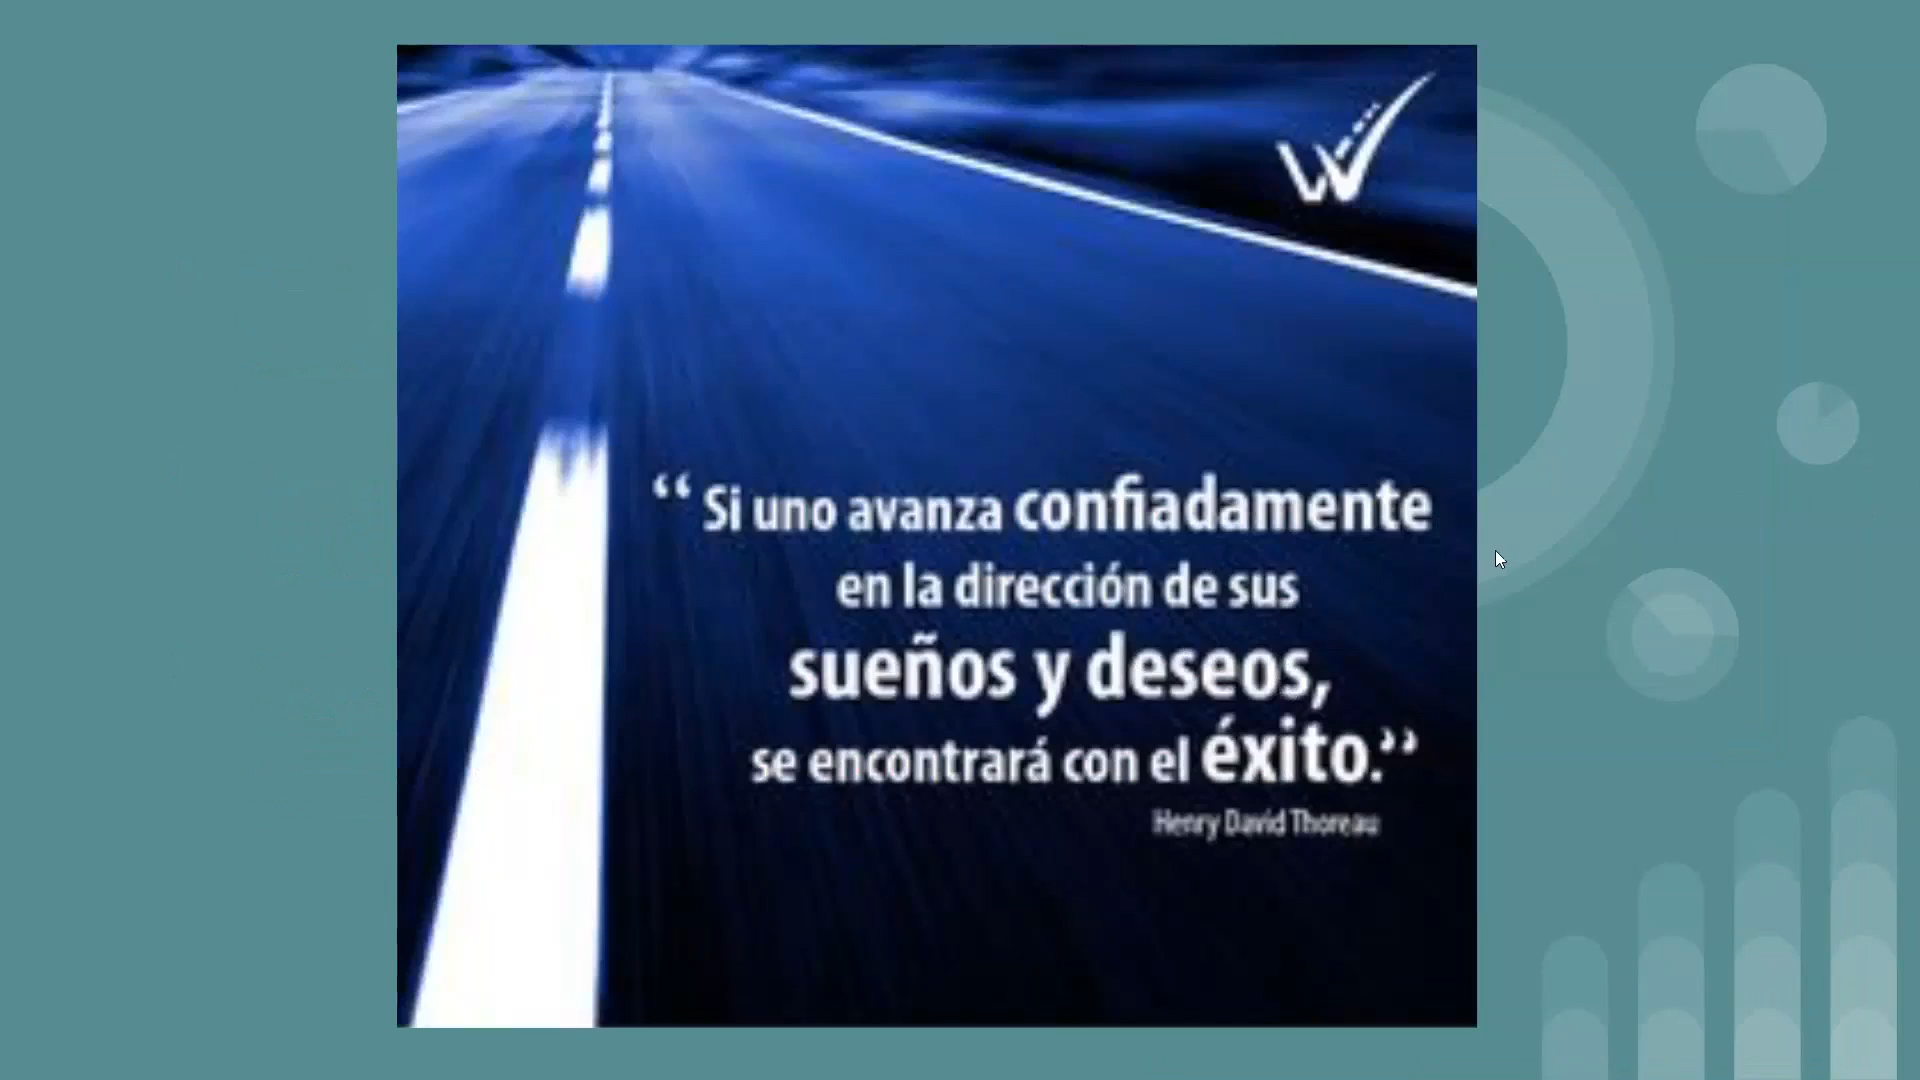 “ Si uno avanza confiadamente
en la dirección de sus
sueños y deseos,
se encontrará con el éxito.”
Henry David Thoreau